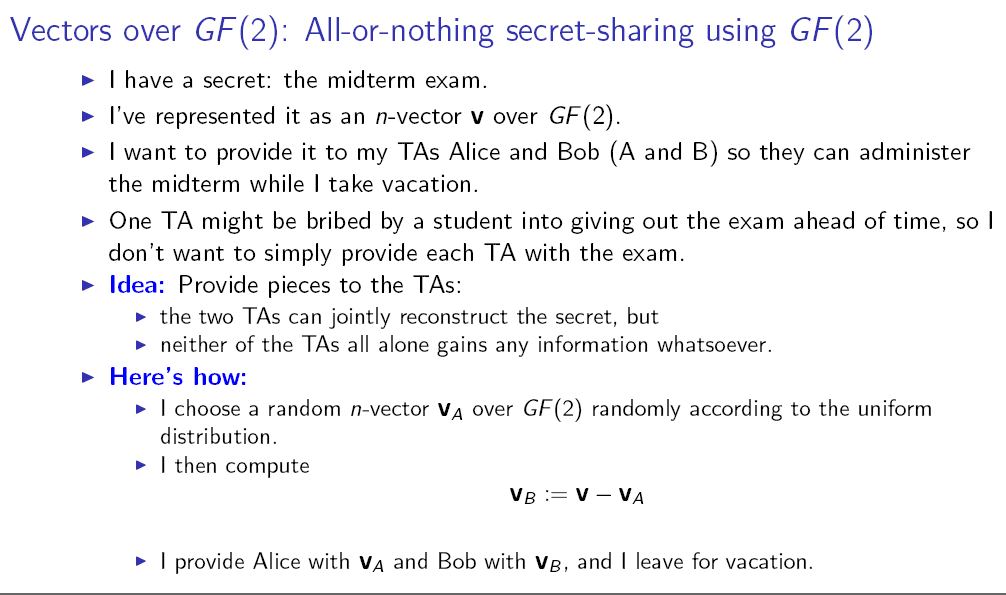 Vectors over GF(2): All-or-nothing secret-sharing using GF(2)
▶ I have a secret: the midterm exam.
▶ I've represented it as an n-vector v over GF(2).
▶ I want to provide it to my TAs Alice and Bob (A and B) so they can administer
the midterm while I take vacation.
▶ One TA might be bribed by a student into giving out the exam ahead of time, so I
don't want to simply provide each TA with the exam.
▶ Idea: Provide pieces to the TAs:
▶ the two TAs can jointly reconstruct the secret, but
▶ neither of the TAs all alone gains any information whatsoever.
▶ Here's how:
▶ I choose a random n-vector v_A over GF(2) randomly according to the uniform
distribution.
▶ I then compute
v_B := v − v_A
▶ I provide Alice with v_A and Bob with v_B, and I leave for vacation.